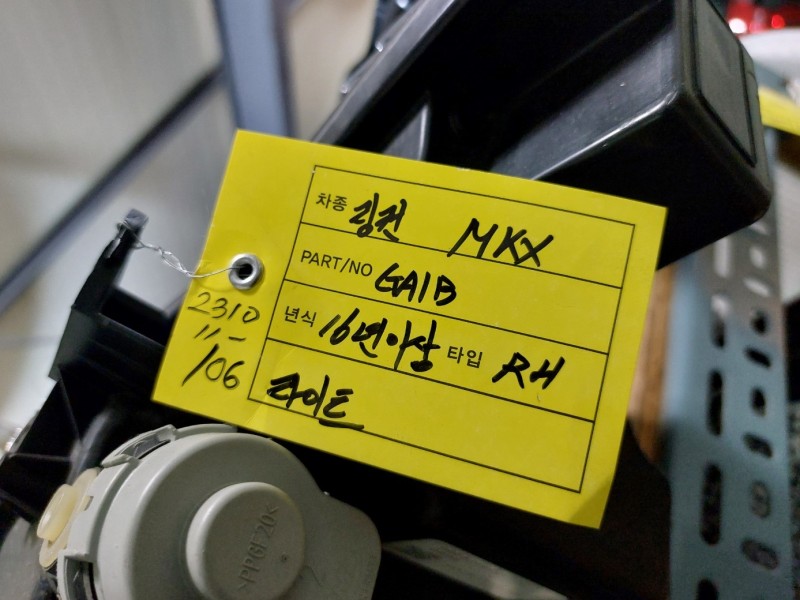 차종 링컨 MKX
PART/NO GA1B
년식 16년이상 타입 RH
라이트
2310
11-
/06
>PP6F20<